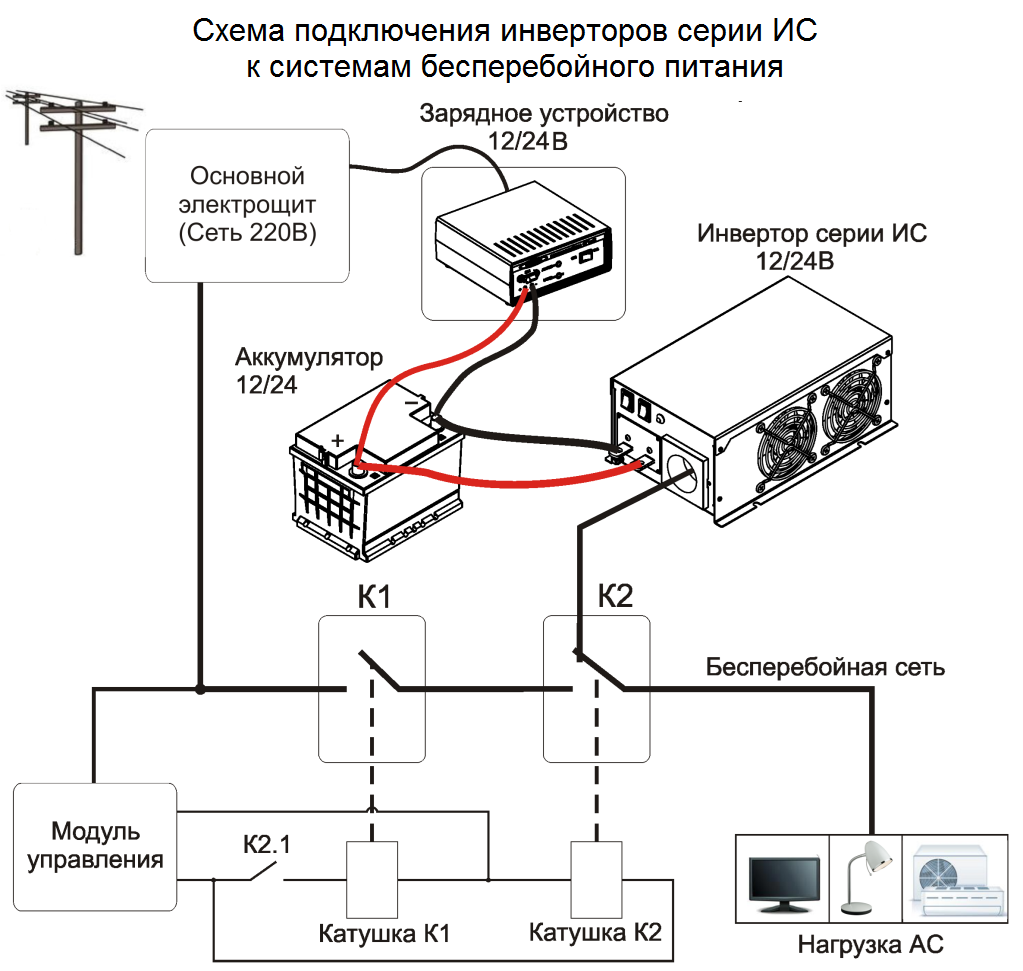 Схема подключения инверторов серии ИС
к системам бесперебойного питания
Зарядное устройство
12/24В
Основной
электрощит
(Сеть 220В)
Инвертор серии ИС
12/24В
Аккумулятор
12/24
–
+
К1
К2
Бесперебойная сеть
Модуль
управления
К2.1
Катушка К1
Катушка К2
Нагрузка АС